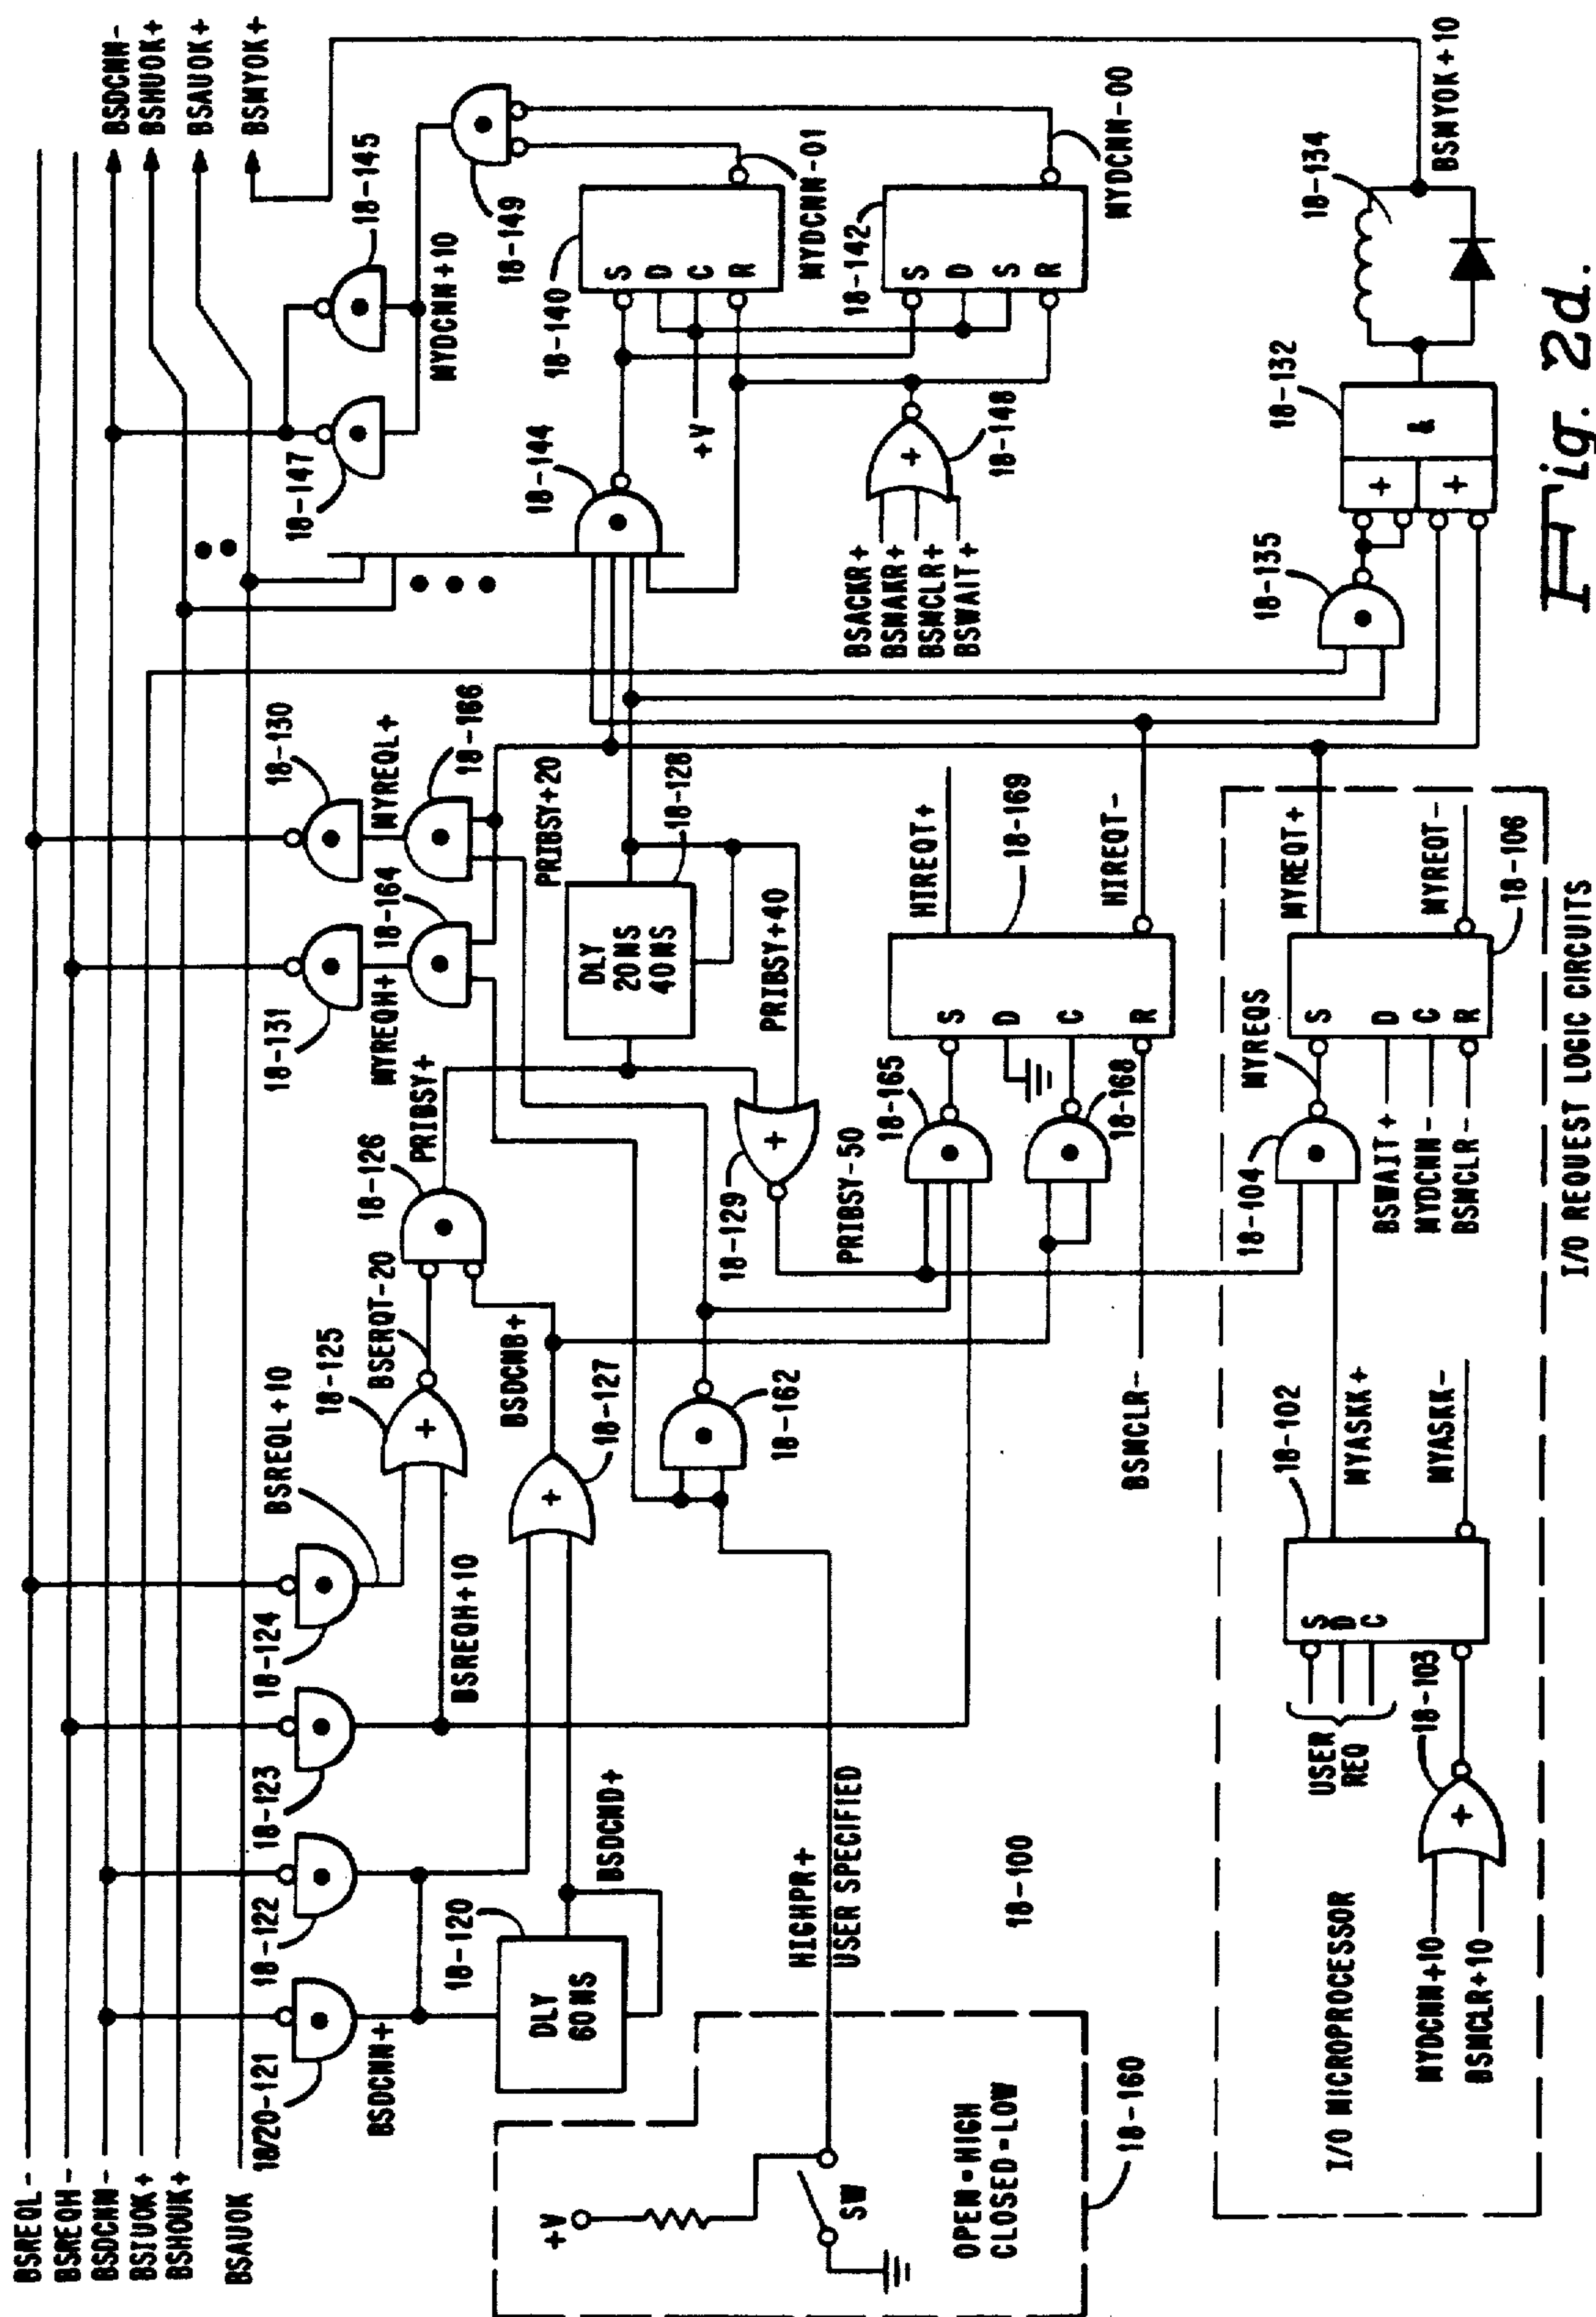 BSREQL-
BSREQH-
BSDCNN-
BSIUOK+
BSHOUK+
BSAUOK
18/20-121
18-122
18-123
18-124
BSREQL+10
18-125
BSERQT-20
18-126
PRIBSY+
18-131
18-130
MYREQH+
MYREQL+
18-164
18-166
BSDCNN-
BSHUOK+
BSAUOK+
BSMYOK+
18-145
18-147
MYDCNN+10
18-149
BSDCNN+
18-120
DLY
60NS
BSDCND+
BSREQH+10
BSDCNB+
18-127
18-162
PRIBSY+20
18-128
DLY
20NS
40NS
PRIBSY+40
18-129
PRIBSY-50
18-144
18-140
S
D
C
R
MYDCNN-01
+V
18-142
S
D
S
R
MYDCNN-00
BSACKR+
BSMAKR+
BSMCLR+
BSWAIT+
18-148
+V
SW
OPEN=HIGH
CLOSED=LOW
18-160
HIGHPR+
USER SPECIFIED
18-100
18-165
18-168
S
D
C
R
HIREQT+
18-169
HIREQT-
BSMCLR-
18-135
18-132
+
+
&
18-134
BSMYOK+10
I/O MICROPROCESSOR
MYDCNN+10
BSMCLR+10
18-103
USER
REQ
S
D
C
18-102
MYASKK+
MYASKK-
18-104
MYREQS
BSWAIT+
MYDCNN-
BSMCLR-
S
D
C
R
MYREQT+
MYREQT-
18-106
I/O REQUEST LOGIC CIRCUITS
Fig. 2d.